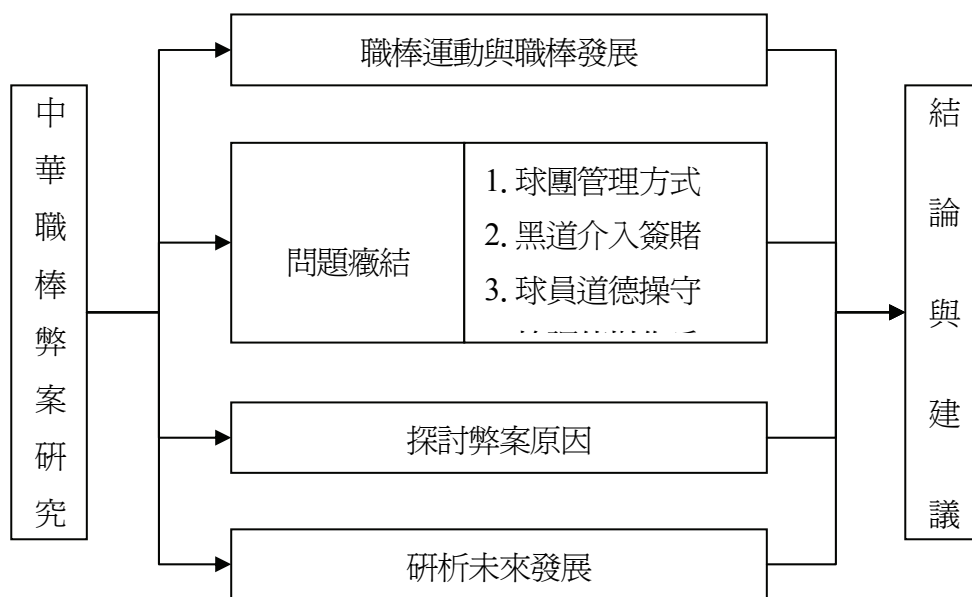 中華職棒弊案研究
職棒運動與職棒發展
問題癥結
1. 球團管理方式
2. 黑道介入簽賭
3. 球員道德操守
探討弊案原因
研析未來發展
結論與建議